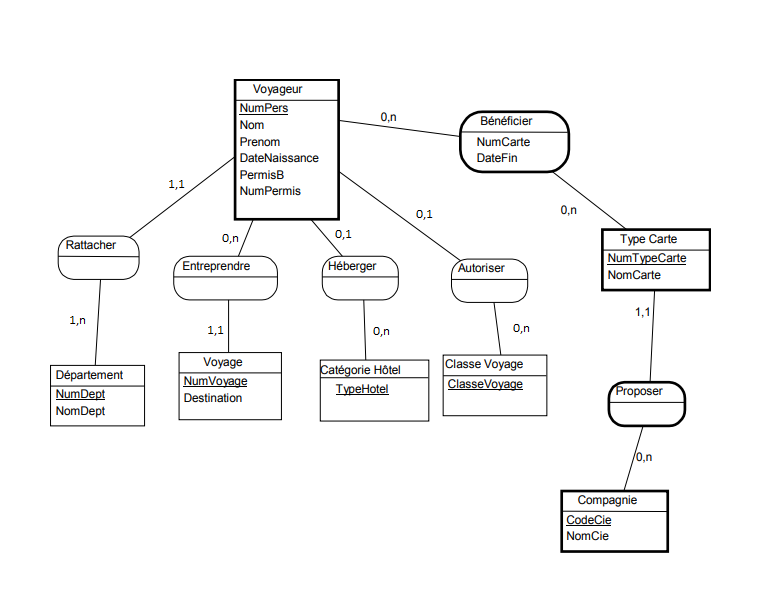 Voyageur
NumPers
Nom
Prenom
DateNaissance
PermisB
NumPermis
0,n
Bénéficier
NumCarte
DateFin
1,1
0,n
0,1
0,1
0,n
Rattacher
Entreprendre
Héberger
Autoriser
Type Carte
NumTypeCarte
NomCarte
1,n
1,1
0,n
0,n
1,1
Département
NumDept
NomDept
Voyage
NumVoyage
Destination
Catégorie Hôtel
TypeHotel
Classe Voyage
ClasseVoyage
Proposer
0,n
Compagnie
CodeCie
NomCie